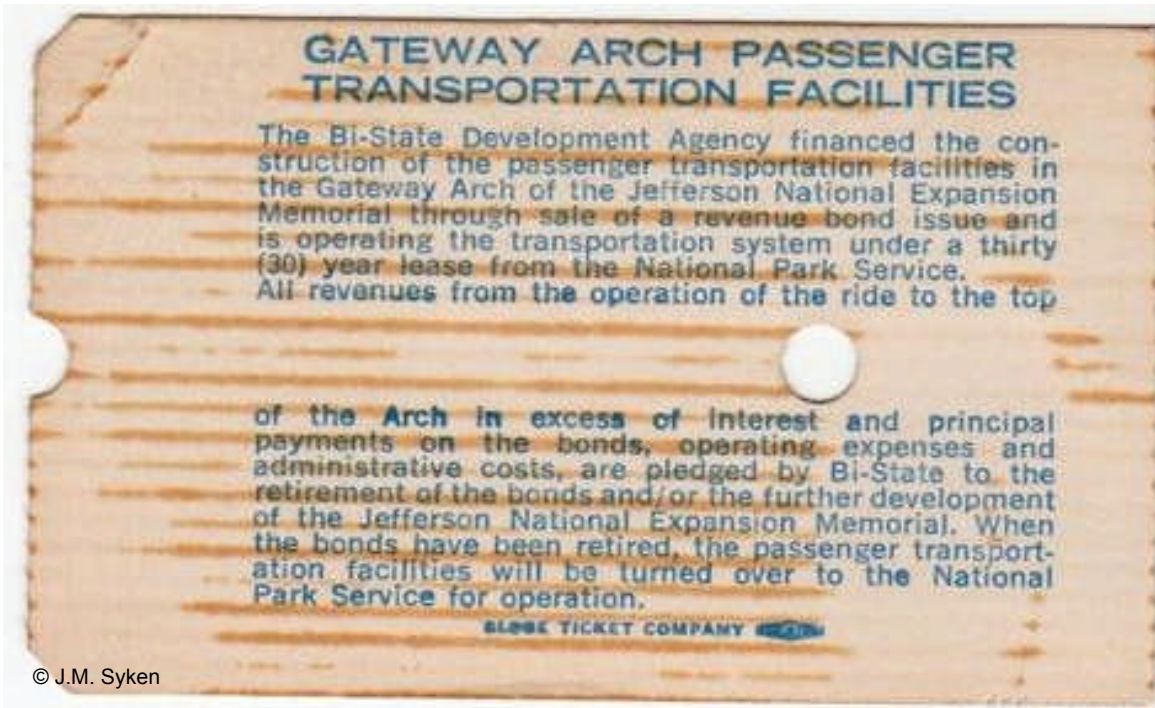 GATEWAY ARCH PASSENGER
TRANSPORTATION FACILITIES
The Bi-State Development Agency financed the con-
struction of the passenger transportation facilities in
the Gateway Arch of the Jefferson National Expansion
Memorial through sale of a revenue bond issue and
is operating the transportation system under a thirty
(30) year lease from the National Park Service.
All revenues from the operation of the ride to the top
of the Arch in excess of interest and principal
payments on the bonds, operating expenses and
administrative costs, are pledged by Bi-State to the
retirement of the bonds and/or the further development
of the Jefferson National Expansion Memorial. When
the bonds have been retired, the passenger transport-
ation facilities will be turned over to the National
Park Service for operation.
GLOBE TICKET COMPANY
© J.M. Syken